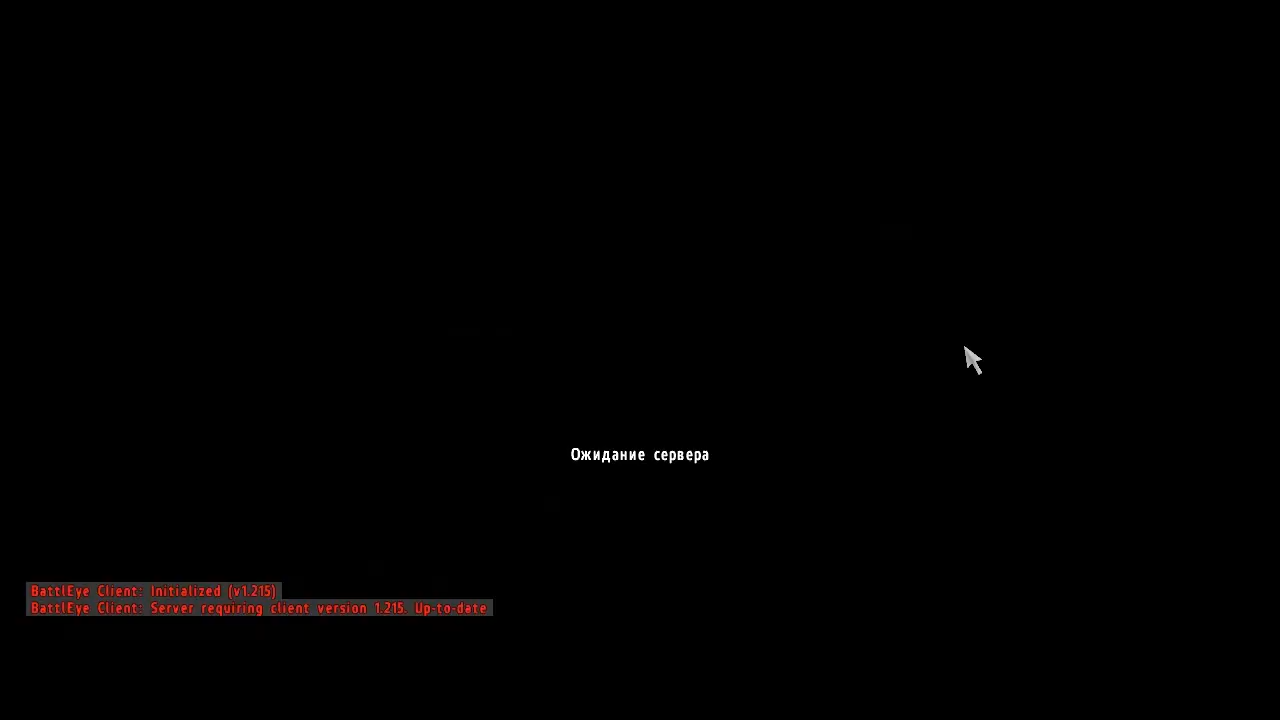 Ожидание сервера
BattlEye Client: Initialized (v1.215)
BattlEye Client: Server requiring client version 1.215. Up-to-date